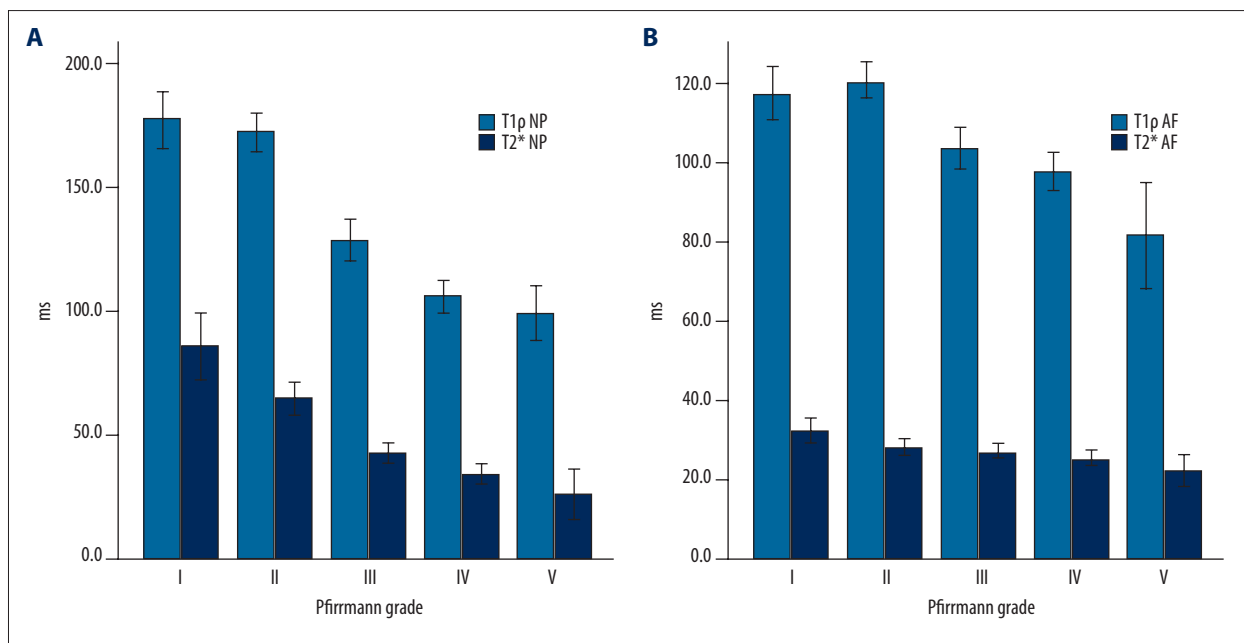 A
200.0
150.0
100.0
50.0
0.0
ms
T1ρ NP
T2* NP
I II III IV V
Pfirrmann grade
B
120.0
100.0
80.0
60.0
40.0
20.0
0.0
ms
T1ρ AF
T2* AF
I II III IV V
Pfirrmann grade